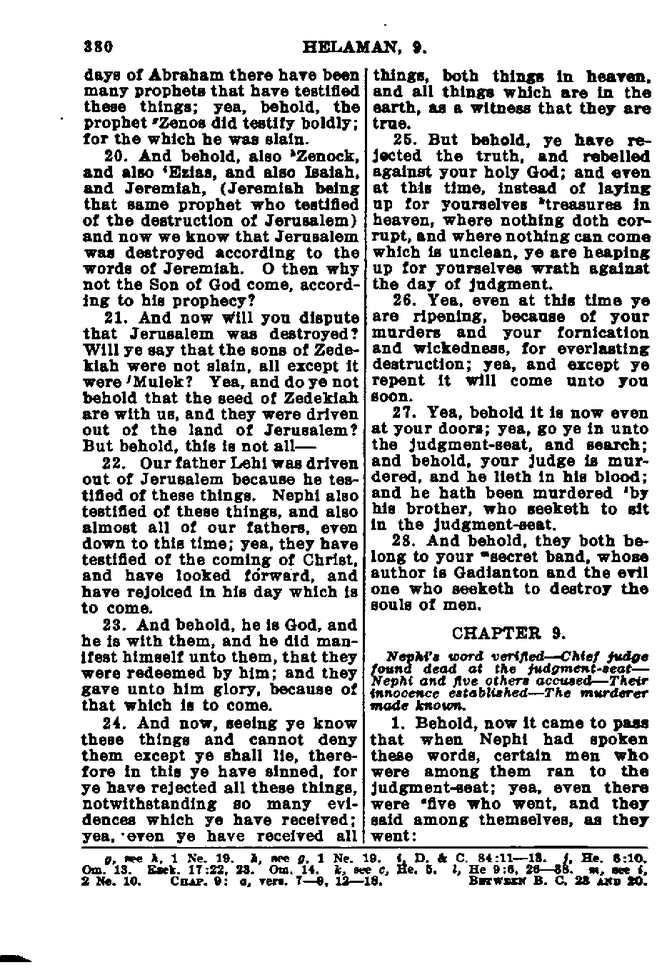 380 HELAMAN, 9.
days of Abraham there have been
many prophets that have testified
these things; yea, behold, the
prophet ᵍZenos did testify boldly;
for the which he was slain.
20. And behold, also ʰZenock,
and also ⁱEzias, and also Isaiah,
and Jeremiah, (Jeremiah being
that same prophet who testified
of the destruction of Jerusalem)
and now we know that Jerusalem
was destroyed according to the
words of Jeremiah. O then why
not the Son of God come, accord-
ing to his prophecy?
21. And now will you dispute
that Jerusalem was destroyed?
Will ye say that the sons of Zede-
kiah were not slain, all except it
were ʲMulek? Yea, and do ye not
behold that the seed of Zedekiah
are with us, and they were driven
out of the land of Jerusalem?
But behold, this is not all—
22. Our father Lehi was driven
out of Jerusalem because he tes-
tified of these things. Nephi also
testified of these things, and also
almost all of our fathers, even
down to this time; yea, they have
testified of the coming of Christ,
and have looked forward, and
have rejoiced in his day which is
to come.
23. And behold, he is God, and
he is with them, and he did man-
ifest himself unto them, that they
were redeemed by him; and they
gave unto him glory, because of
that which is to come.
24. And now, seeing ye know
these things and cannot deny
them except ye shall lie, there-
fore in this ye have sinned, for
ye have rejected all these things,
notwithstanding so many evi-
dences which ye have received;
yea, even ye have received all
things, both things in heaven,
and all things which are in the
earth, as a witness that they are
true.
25. But behold, ye have re-
jected the truth, and rebelled
against your holy God; and even
at this time, instead of laying
up for yourselves ᵏtreasures in
heaven, where nothing doth cor-
rupt, and where nothing can come
which is unclean, ye are heaping
up for yourselves wrath against
the day of judgment.
26. Yea, even at this time ye
are ripening, because of your
murders and your fornication
and wickedness, for everlasting
destruction; yea, and except ye
repent it will come unto you
soon.
27. Yea, behold it is now even
at your doors; yea, go ye in unto
the judgment-seat, and search;
and behold, your judge is mur-
dered, and he lieth in his blood;
and he hath been murdered ˡby
his brother, who seeketh to sit
in the judgment-seat.
28. And behold, they both be-
long to your ᵐsecret band, whose
author is Gadianton and the evil
one who seeketh to destroy the
souls of men.
CHAPTER 9.
Nephi's word verified—Chief judge
found dead at the judgment-seat—
Nephi and five others accused—Their
innocence established—The murderer
made known.
1. Behold, now it came to pass
that when Nephi had spoken
these words, certain men who
were among them ran to the
judgment-seat; yea, even there
were ᵃfive who went, and they
said among themselves, as they
went:
g, see h, 1 Ne. 19. h, see g, 1 Ne. 19. i, D. & C. 84:11—13. j, He. 6:10.
Om. 13. Ezek. 17:22, 23. Om. 14. k, see c, He. 5. l, He 9:6, 26—38. m, see i,
2 Ne. 10. CHAP. 9: a, vers. 7—9, 12—18. BETWEEN B. C. 23 AND 20.